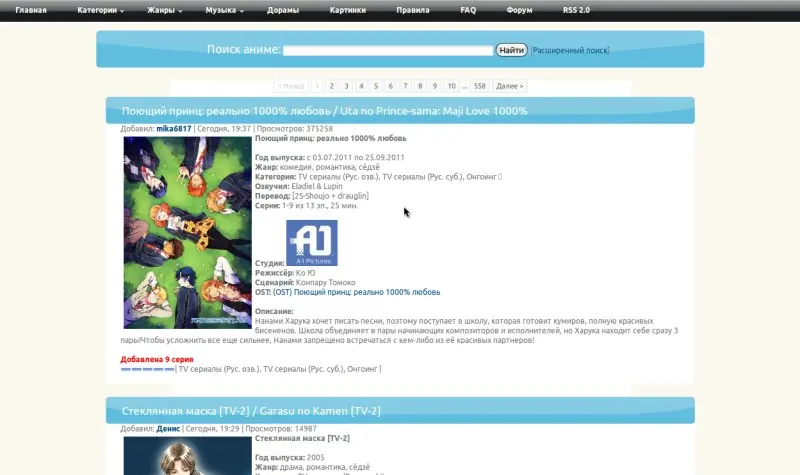 Главная Категории Жанры Музыка Дорамы Картинки Правила FAQ Форум RSS 2.0
Поиск аниме: Найти [Расширенный поиск]
< Назад 1 2 3 4 5 6 7 8 9 10 ... 558 Далее >
Поющий принц: реально 1000% любовь / Uta no Prince-sama: Maji Love 1000%
Добавил: mika6817 | Сегодня, 19:37 | Просмотров: 375258
Поющий принц: реально 1000% любовь
Год выпуска: с 03.07.2011 по 25.09.2011
Жанр: комедия, романтика, сёдзё
Категория: TV сериалы (Рус. озв.), TV сериалы (Рус. суб.), Онгоинг
Озвучил: Eladiel & Lupin
Перевод: [25-Shoujo + drauglin]
Серии: 1-9 из 13 эп., 25 мин.
A-1 Pictures
Студия:
Режиссёр: Ко Ю
Сценарий: Конпару Томоко
OST: (OST) Поющий принц: реально 1000% любовь
Описание:
Нанами Харука хочет писать песни, поэтому поступает в школу, которая готовит кумиров, полную красивых
бисененов. Школа объединяет в пары начинающих композиторов и исполнителей, но Харука находит себе сразу 3
пары!Чтобы усложнить все еще сильнее, Нанами запрещено встречаться с кем-либо из её красивых партнеров!
Добавлена 9 серия
| TV сериалы (Рус. озв.), TV сериалы (Рус. суб.), Онгоинг |
Стеклянная маска [TV-2] / Garasu no Kamen [TV-2]
Добавил: Денис | Сегодня, 19:29 | Просмотров: 14987
Стеклянная маска [TV-2]
Год выпуска: 2005
Жанр: драма, романтика, сёдзё